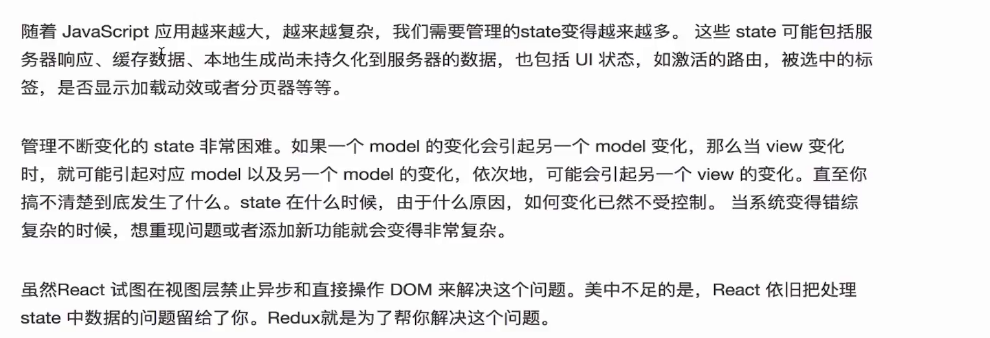 随着 JavaScript 应用越来越大，越来越复杂，我们需要管理的state变得越来越多。 这些 state 可能包括服
务器响应、缓存数据、本地生成尚未持久化到服务器的数据，也包括 UI 状态，如激活的路由，被选中的标
签，是否显示加载动效或者分页器等等。
管理不断变化的 state 非常困难。如果一个 model 的变化会引起另一个 model 变化，那么当 view 变化
时，就可能引起对应 model 以及另一个 model 的变化，依次地，可能会引起另一个 view 的变化。直至你
搞不清楚到底发生了什么。state 在什么时候，由于什么原因，如何变化已然不受控制。 当系统变得错综
复杂的时候，想重现问题或者添加新功能就会变得非常复杂。
虽然React 试图在视图层禁止异步和直接操作 DOM 来解决这个问题。美中不足的是，React 依旧把处理
state 中数据的问题留给了你。Redux就是为了帮你解决这个问题。